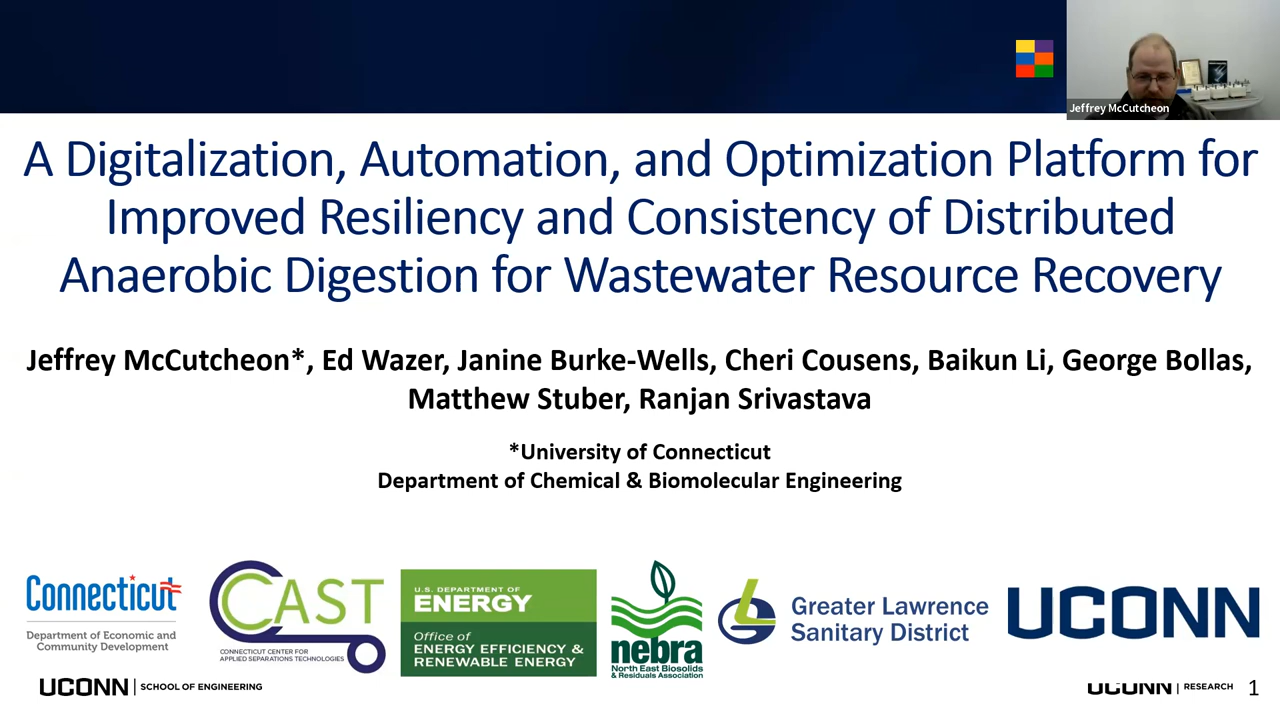 Jeffrey McCutcheon
A Digitalization, Automation, and Optimization Platform for
Improved Resiliency and Consistency of Distributed
Anaerobic Digestion for Wastewater Resource Recovery
Jeffrey McCutcheon*, Ed Wazer, Janine Burke-Wells, Cheri Cousens, Baikun Li, George Bollas,
Matthew Stuber, Ranjan Srivastava
*University of Connecticut
Department of Chemical & Biomolecular Engineering
Connecticut
Department of Economic and
Community Development
CAST
CONNECTICUT CENTER FOR
APPLIED SEPARATIONS TECHNOLOGIES
U.S. DEPARTMENT OF
ENERGY
Office of
ENERGY EFFICIENCY &
RENEWABLE ENERGY
nebra
North East Biosolids
& Residuals Association
Greater Lawrence
Sanitary District
UCONN
UCONN | SCHOOL OF ENGINEERING
UCONN | RESEARCH
1